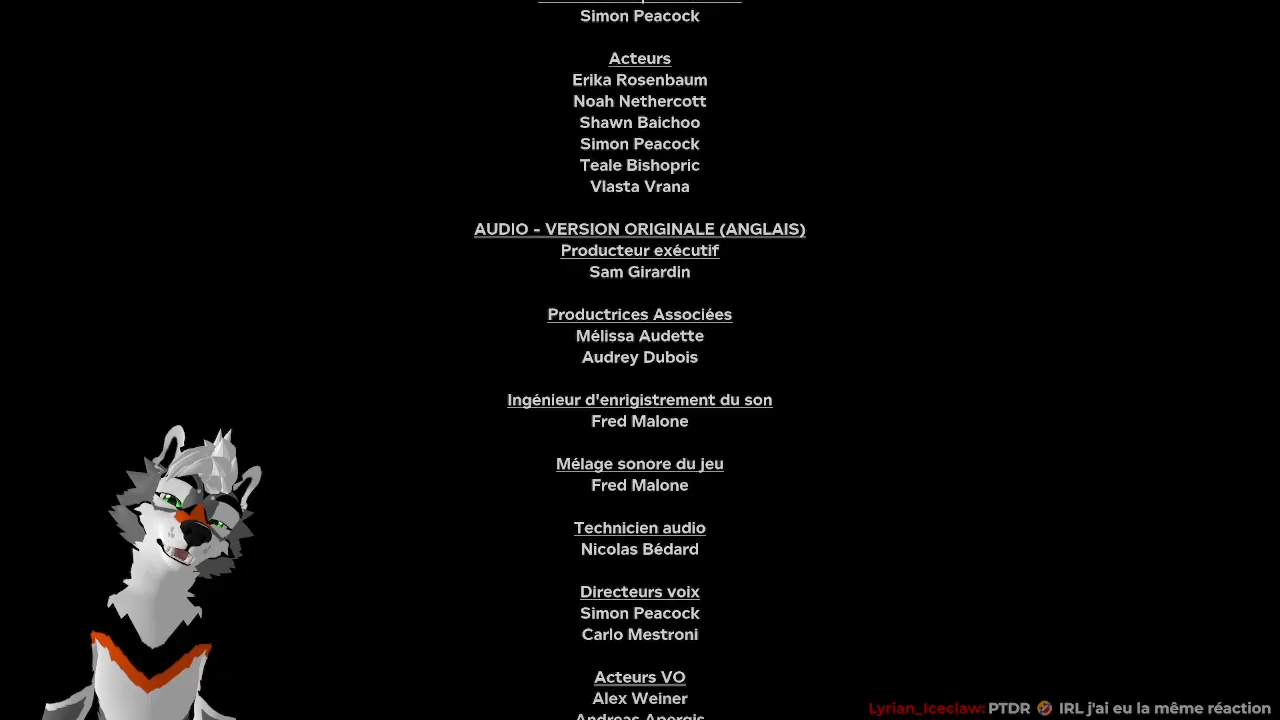 Simon Peacock
Acteurs
Erika Rosenbaum
Noah Nethercott
Shawn Baichoo
Simon Peacock
Teale Bishopric
Vlasta Vrana
AUDIO - VERSION ORIGINALE (ANGLAIS)
Producteur exécutif
Sam Girardin
Productrices Associées
Mélissa Audette
Audrey Dubois
Ingénieur d'enrigistrement du son
Fred Malone
Mélage sonore du jeu
Fred Malone
Technicien audio
Nicolas Bédard
Directeurs voix
Simon Peacock
Carlo Mestroni
Acteurs VO
Alex Weiner
Andreas Apergis
Lyrian_Iceclaw: PTDR 🤣 IRL j'ai eu la même réaction